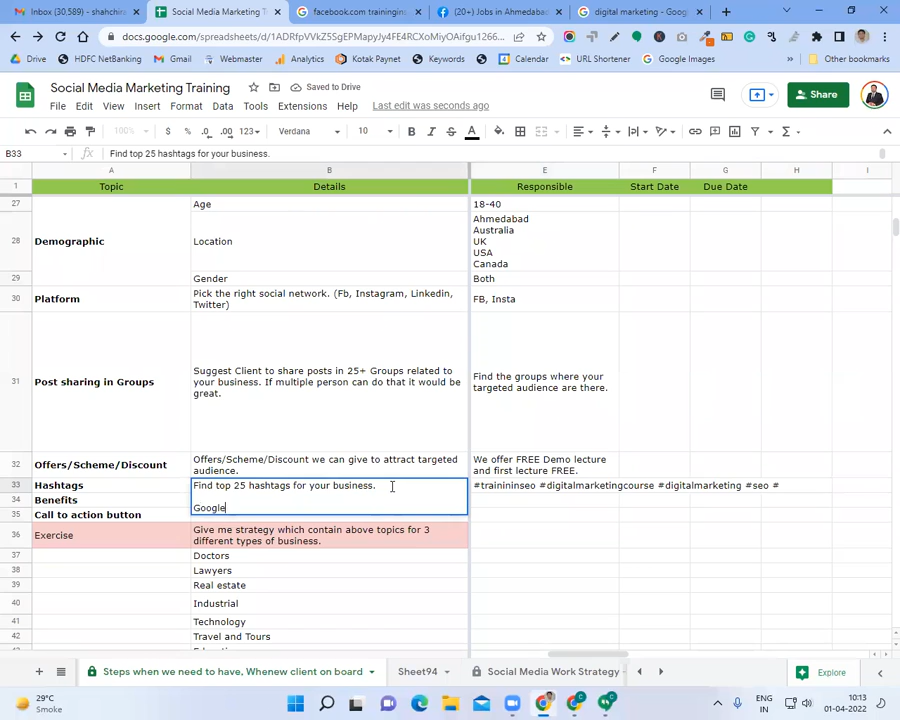 Inbox (30,589) - shahchira
Social Media Marketing T
facebook.com traininginse
(20+) Jobs in Ahmedabad
digital marketing - Googl
docs.google.com/spreadsheets/d/1ADRfpVVkZ5SgEPMapyJy4FE4RCXoMiyOAifgu1266...
Drive
HDFC NetBanking
Gmail
Webmaster
Analytics
Kotak Paynet
Keywords
Calendar
URL Shortener
Google Images
»
Other bookmarks
Social Media Marketing Training
Saved to Drive
File Edit View Insert Format Data Tools Extensions Help
Last edit was seconds ago
Share
100% $ % .0 .00 123 Verdana 10 B I S A
B33
fx
Find top 25 hashtags for your business.
A B E F G H I
1 Topic Details Responsible Start Date Due Date
27 Age 18-40
28 Demographic Location
Ahmedabad
Australia
UK
USA
Canada
29 Gender Both
30 Platform
Pick the right social network. (Fb, Instagram, Linkedin,
Twitter)
FB, Insta
31 Post sharing in Groups
Suggest Client to share posts in 25+ Groups related to
your business. If multiple person can do that it would be
great.
Find the groups where your
targeted audience are there.
32 Offers/Scheme/Discount
Offers/Scheme/Discount we can give to attract targeted
audience.
We offer FREE Demo lecture
and first lecture FREE.
33 Hashtags Find top 25 hashtags for your business.
#traininginseo #digitalmarketingcourse #digitalmarketing #seo #
34 Benefits
Google
35 Call to action button
36 Exercise
Give me strategy which contain above topics for 3
different types of business.
37 Doctors
38 Lawyers
39 Real estate
40 Industrial
41 Technology
42 Travel and Tours
Steps when we need to have, Whenew client on board
Sheet94
Social Media Work Strategy -
Explore
29°C
Smoke
ENG
IN
10:13
01-04-2022